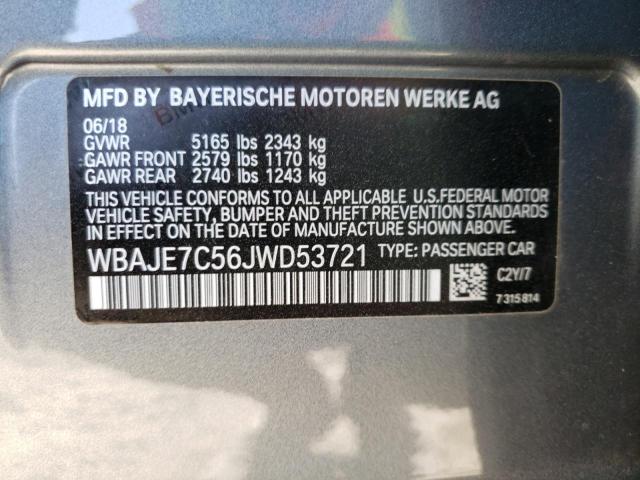 MFD BY BAYERISCHE MOTOREN WERKE AG
06/18
GVWR 5165 lbs 2343 kg
GAWR FRONT 2579 lbs 1170 kg
GAWR REAR 2740 lbs 1243 kg
THIS VEHICLE CONFORMS TO ALL APPLICABLE U.S.FEDERAL MOTOR
VEHICLE SAFETY, BUMPER AND THEFT PREVENTION STANDARDS
IN EFFECT ON THE DATE OF MANUFACTURE SHOWN ABOVE.
WBAJE7C56JWD53721 TYPE: PASSENGER CAR
C2Y/7
7315814